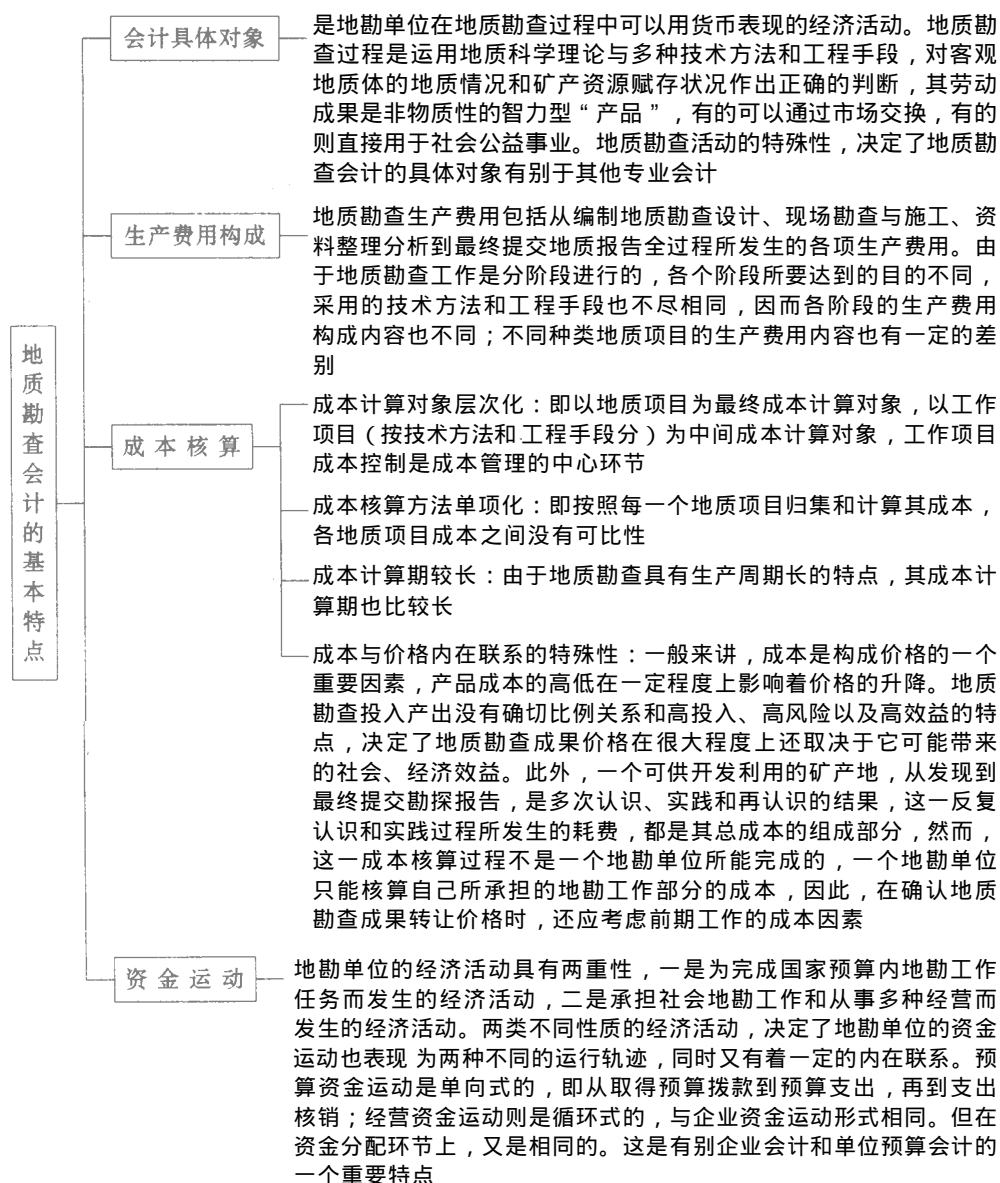 地质勘查会计的基本特点
会计具体对象
是地勘单位在地质勘查过程中可以用货币表现的经济活动。地质勘
查过程是运用地质科学理论与多种技术方法和工程手段，对客观
地质体的地质情况和矿产资源赋存状况作出正确的判断，其劳动
成果是非物质性的智力型“产品”，有的可以通过市场交换，有的
则直接用于社会公益事业。地质勘查活动的特殊性，决定了地质勘
查会计的具体对象有别于其他专业会计
生产费用构成
地质勘查生产费用包括从编制地质勘查设计、现场勘查与施工、资
料整理分析到最终提交地质报告全过程所发生的各项生产费用。由
于地质勘查工作是分阶段进行的，各个阶段所要达到的目的不同，
采用的技术方法和工程手段也不尽相同，因而各阶段的生产费用
构成内容也不同；不同种类地质项目的生产费用内容也有一定的差
别
成本核算
成本计算对象层次化：即以地质项目为最终成本计算对象，以工作
项目（按技术方法和工程手段分）为中间成本计算对象，工作项目
成本控制是成本管理的中心环节
成本核算方法单项化：即按照每一个地质项目归集和计算其成本，
各地质项目成本之间没有可比性
成本计算期较长：由于地质勘查具有生产周期长的特点，其成本计
算期也比较长
成本与价格内在联系的特殊性：一般来讲，成本是构成价格的一个
重要因素，产品成本的高低在一定程度上影响着价格的升降。地质
勘查投入产出没有确切比例关系和高投入、高风险以及高效益的特
点，决定了地质勘查成果价格在很大程度上还取决于它可能带来
的社会、经济效益。此外，一个可供开发利用的矿产地，从发现到
最终提交勘探报告，是多次认识、实践和再认识的结果，这一反复
认识和实践过程所发生的耗费，都是其总成本的组成部分，然而，
这一成本核算过程不是一个地勘单位所能完成的，一个地勘单位
只能核算自己所承担的地勘工作部分的成本，因此，在确认地质
勘查成果转让价格时，还应考虑前期工作的成本因素
资金运动
地勘单位的经济活动具有两重性，一是为完成国家预算内地勘工作
任务而发生的经济活动，二是承担社会地勘工作和从事多种经营而
发生的经济活动。两类不同性质的经济活动，决定了地勘单位的资金
运动也表现 为两种不同的运行轨迹，同时又有着一定的内在联系。预
算资金运动是单向式的，即从取得预算拨款到预算支出，再到支出
核销；经营资金运动则是循环式的，与企业资金运动形式相同。但在
资金分配环节上，又是相同的。这是有别企业会计和单位预算会计的
一个重要特点